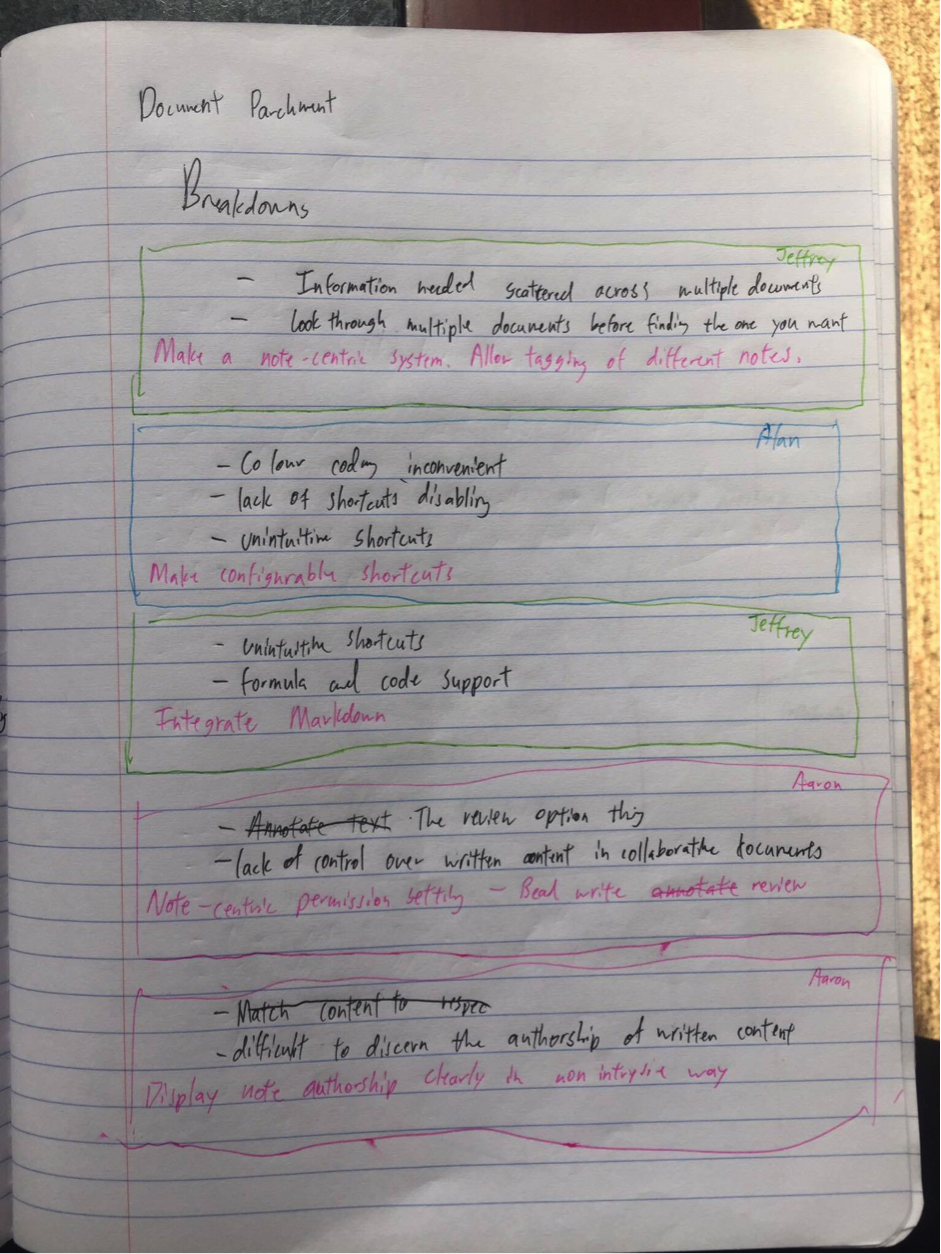 Document Parchment
Breakdowns
Jeffrey
- Information needed scattered across multiple documents
- look through multiple documents before finding the one you want
Make a note-centric system. Allow tagging of different notes.
Alan
- Colour coding inconvenient
- lack of shortcuts disabling
- unintuitive shortcuts
Make configurable shortcuts
Jeffrey
- unintuitive shortcuts
- formula and code support
Integrate Markdown
Aaron
- Annotate text . The review option
- lack of control over written content in collaborative documents
Note-centric permission setting - write annotate review
Aaron
- Match content to
- difficult to discern the authorship of written content
Display note authorship clearly in non intrusive way